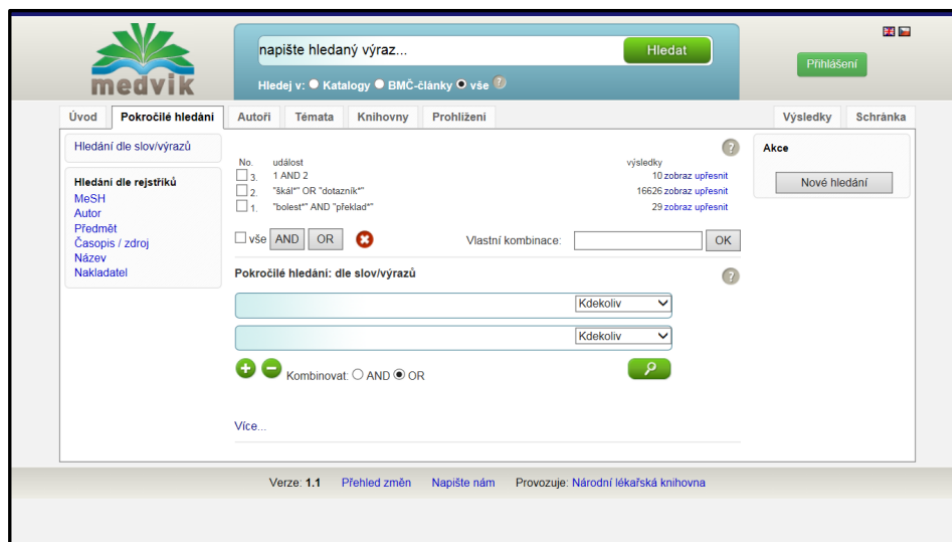 medvik
napište hledaný výraz...
Hledat
Hledej v: Katalogy BMČ-články vše ?
Přihlášení
Úvod Pokročilé hledání Autoři Témata Knihovny Prohlížení Výsledky Schránka
Hledání dle slov/výrazů
Hledání dle rejstříků
MeSH
Autor
Předmět
Časopis / zdroj
Název
Nakladatel
?
No. událost výsledky
3. 1 AND 2 10 zobraz upřesnit
2. "škál*" OR "dotazník*" 16626 zobraz upřesnit
1. "bolest*" AND "překlad*" 29 zobraz upřesnit
vše AND OR Vlastní kombinace: OK
Pokročilé hledání: dle slov/výrazů ?
Kdekoliv
Kdekoliv
Kombinovat: AND OR
Více...
Akce
Nové hledání
Verze: 1.1 Přehled změn Napište nám Provozuje: Národní lékařská knihovna